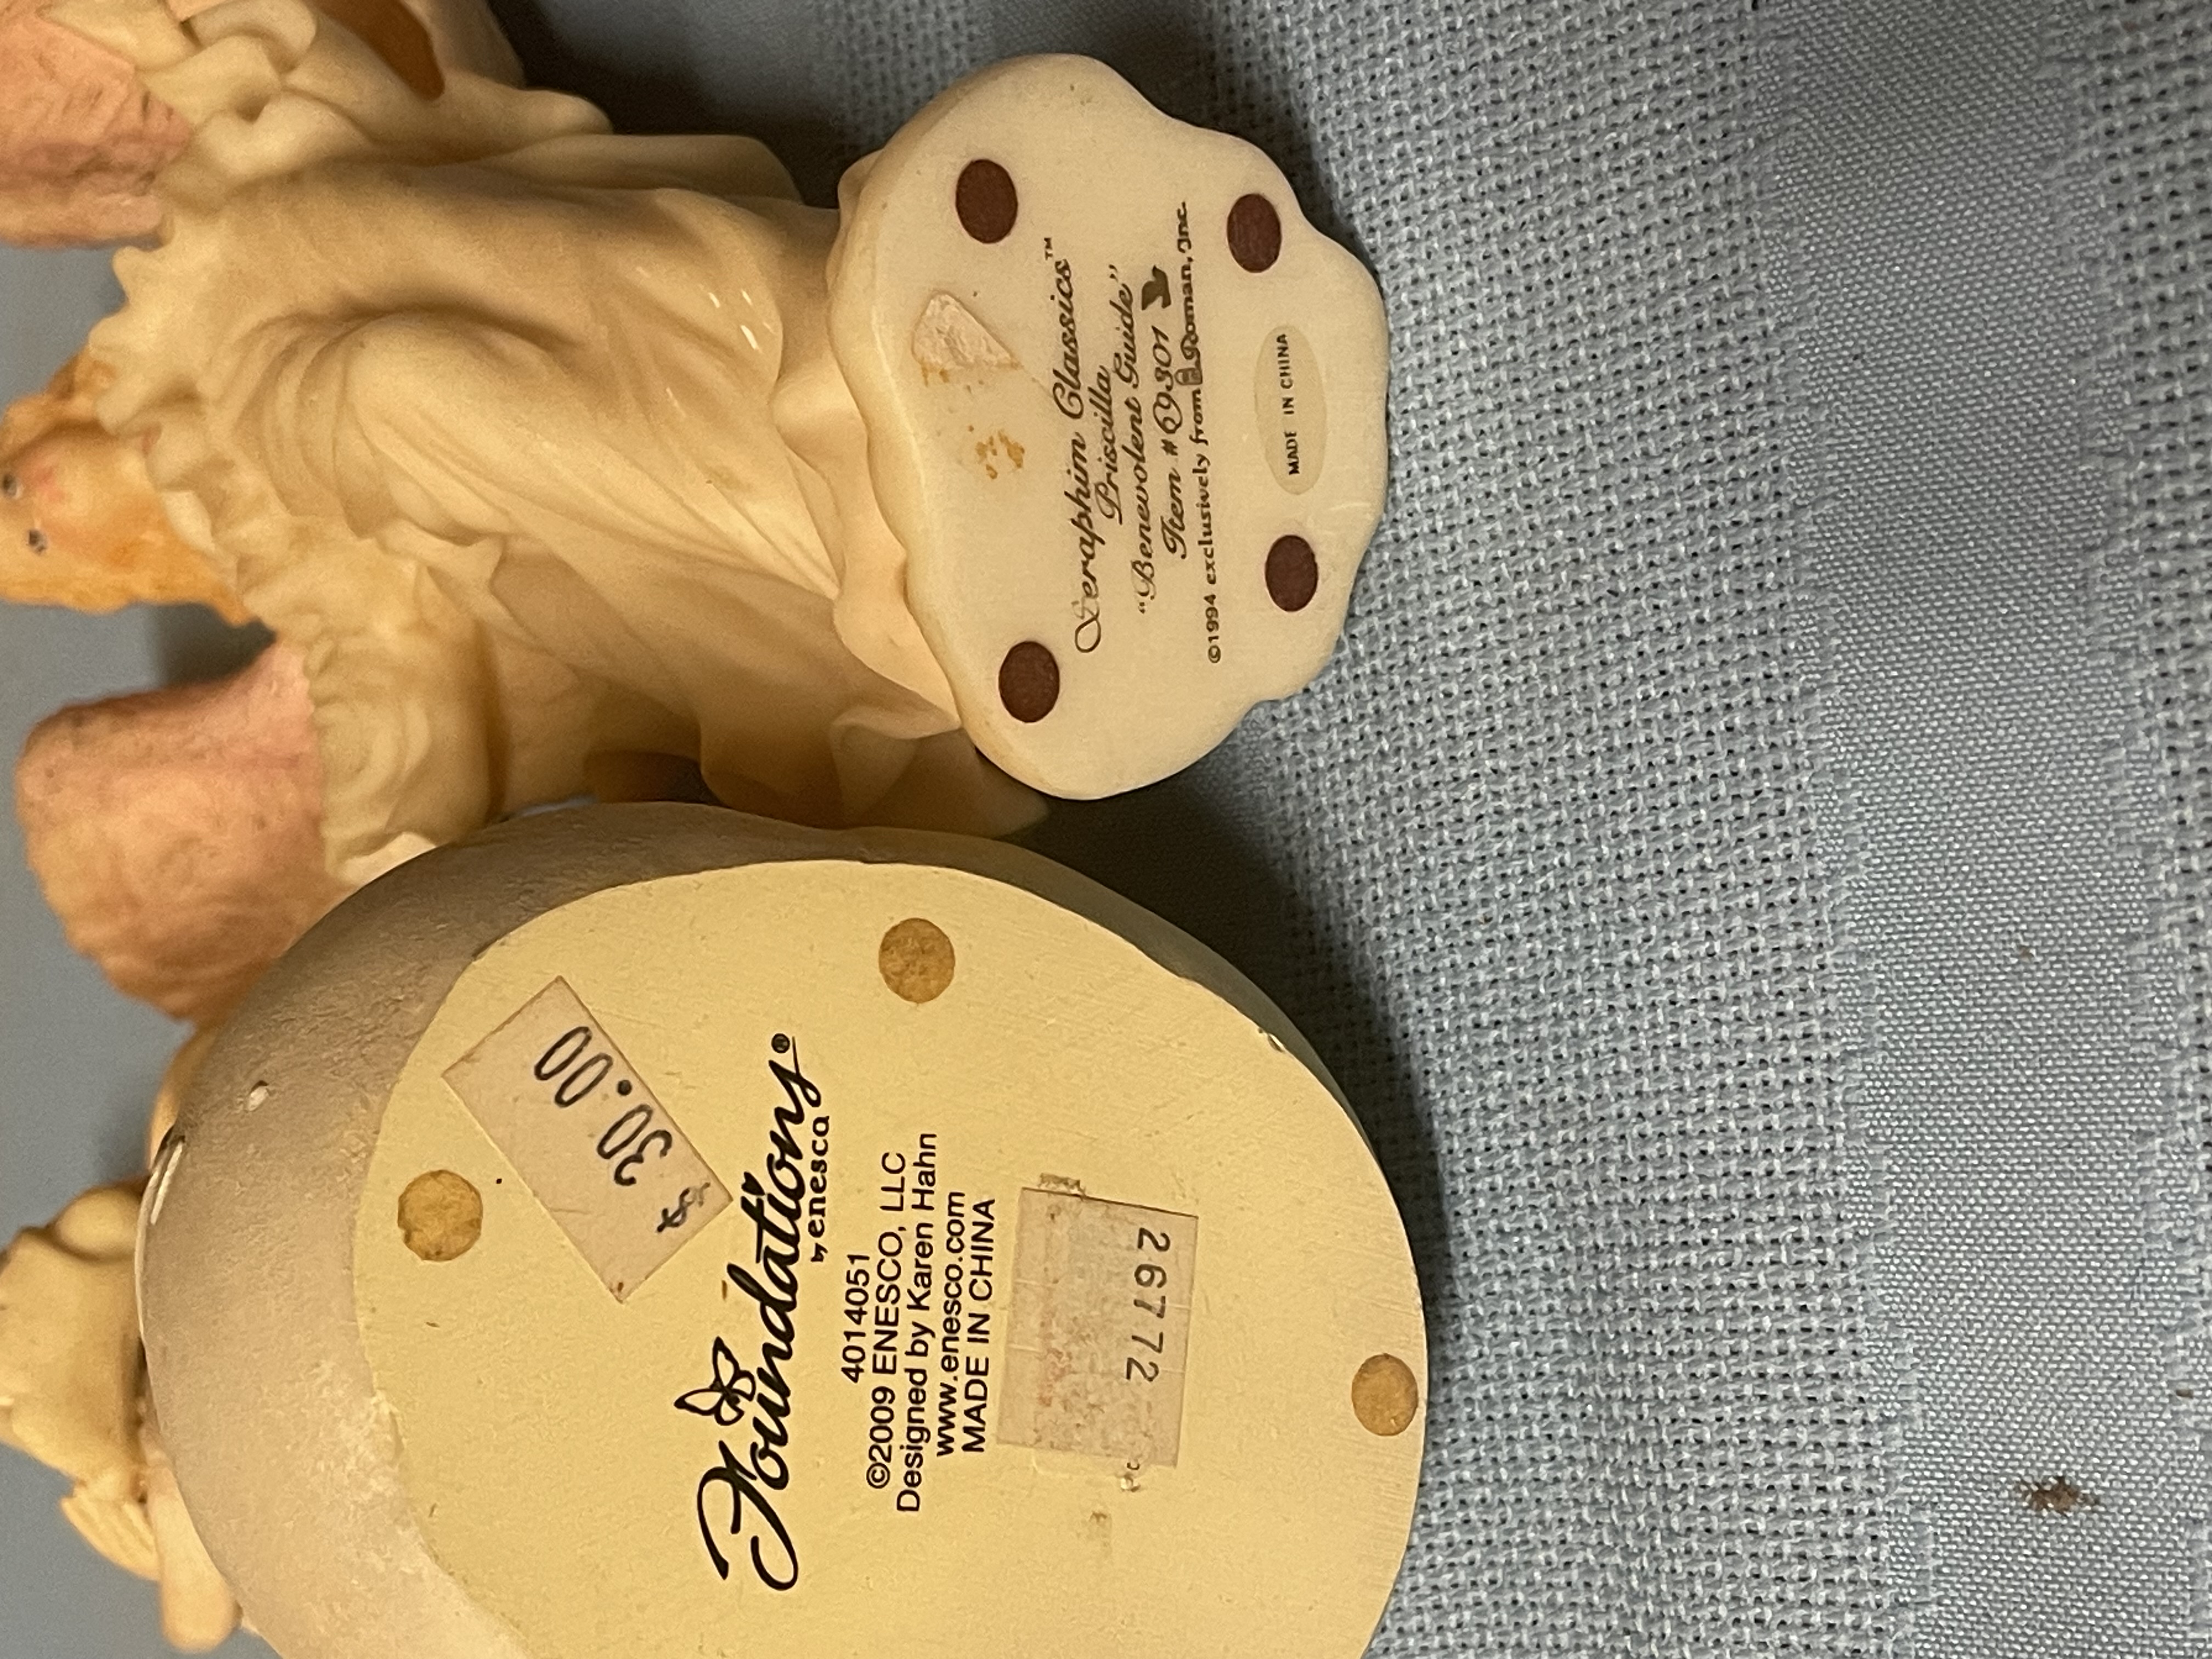 Seraphim Classics™
Priscilla
"Benevolent Guide"
Item #69301
©1994 exclusively from Roman, Inc.
MADE IN CHINA
$ 30.00
Foundations®
by enesco
4014051
©2009 ENESCO, LLC
Designed by Karen Hahn
www.enesco.com
MADE IN CHINA
26772